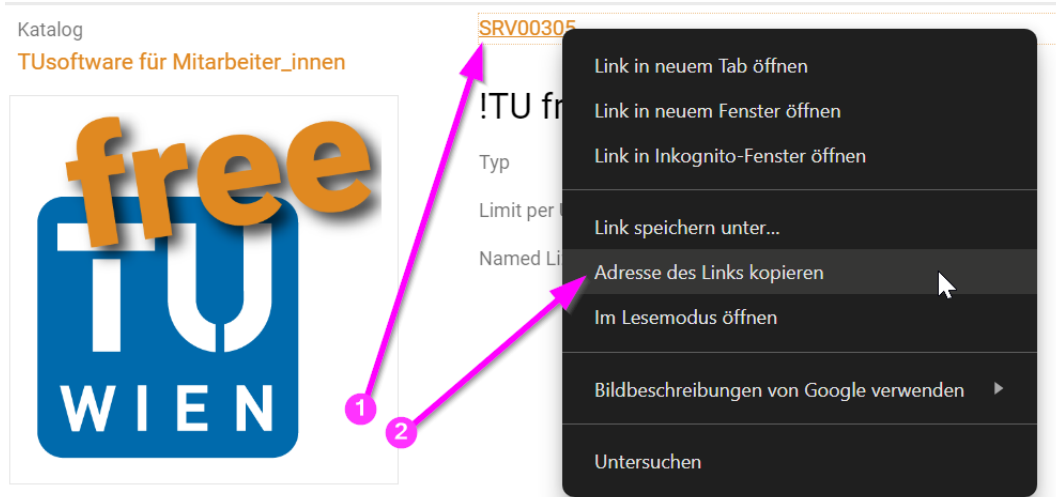 Katalog
TUsoftware für Mitarbeiter_innen
free
TU
WIEN
SRV00305
!TU fr
Typ
Limit per
Named Li
1
2
Link in neuem Tab öffnen
Link in neuem Fenster öffnen
Link in Inkognito-Fenster öffnen
Link speichern unter...
Adresse des Links kopieren
Im Lesemodus öffnen
Bildbeschreibungen von Google verwenden
Untersuchen